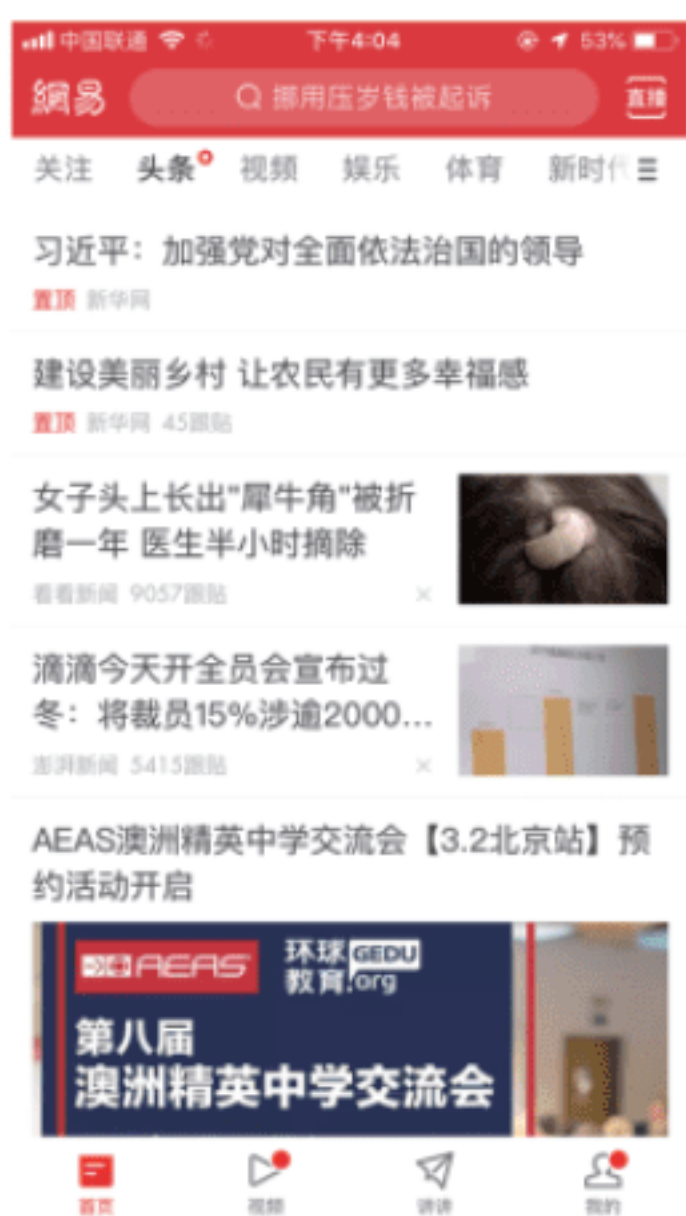 中国联通 下午4:04 53%
網易 挪用压岁钱被起诉 直播
关注 头条 视频 娱乐 体育 新时代
习近平：加强党对全面依法治国的领导
置顶 新华网
建设美丽乡村 让农民有更多幸福感
置顶 新华网 45跟贴
女子头上长出"犀牛角"被折
磨一年 医生半小时摘除
看看新闻 9057跟贴
滴滴今天开全员会宣布过
冬：将裁员15%涉逾2000...
澎湃新闻 5415跟贴
AEAS澳洲精英中学交流会【3.2北京站】预
约活动开启
AEAS 环球 GEDU
教育.org
第八届
澳洲精英中学交流会
首页 视频 讲讲 我的